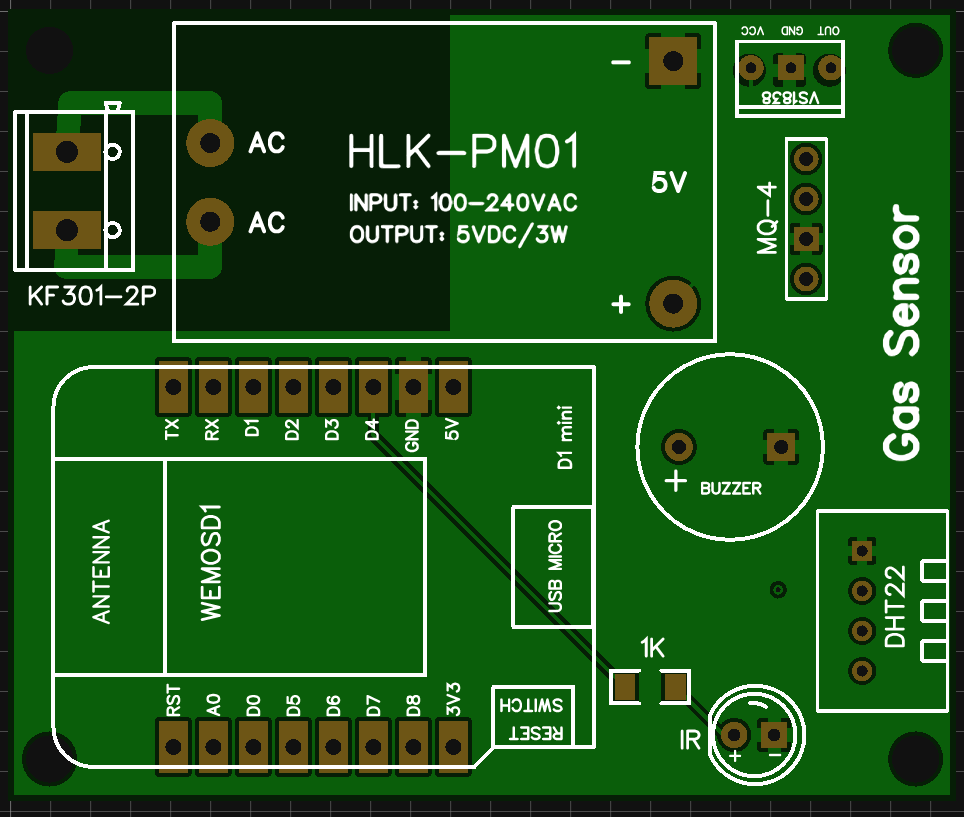 VCC GND OUT
VS1838
-
AC
HLK-PM01
5V
INPUT: 100-240VAC
AC
OUTPUT: 5VDC/3W
MQ-4
Gas Sensor
KF301-2P
+
TX RX D1 D2 D3 D4 GND 5V
D1 mini
+
BUZZER
ANTENNA
WEMOSD1
USB MICRO
DHT22
1K
RST A0 D0 D5 D6 D7 D8 3V3
RESET
SWITCH
IR
+ -